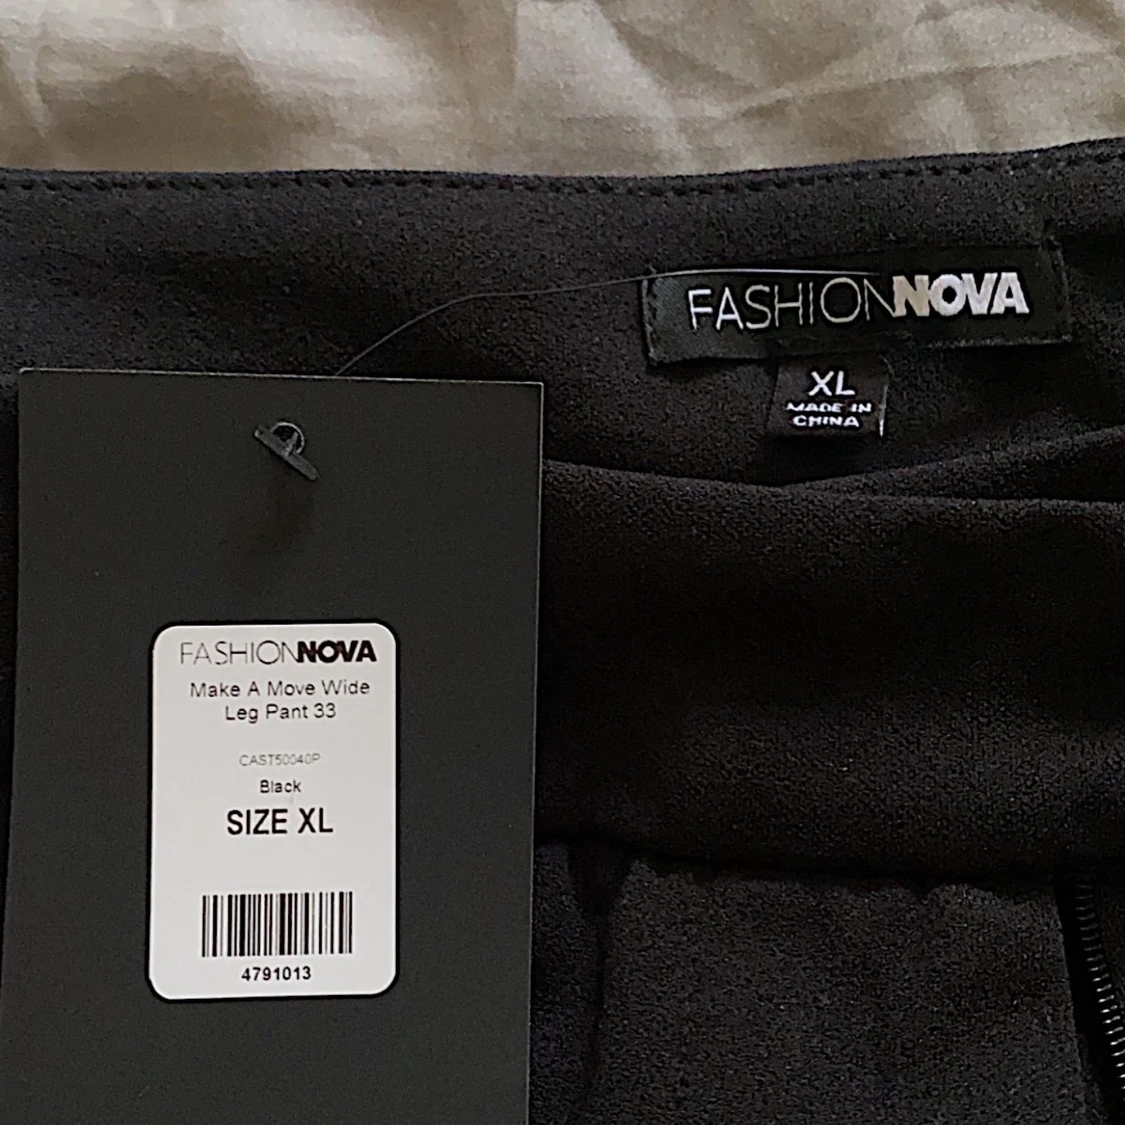 FASHIONNOVA
XL
MADE IN
CHINA
FASHIONNOVA
Make A Move Wide
Leg Pant 33
CAST50040P
Black
SIZE XL
4791013